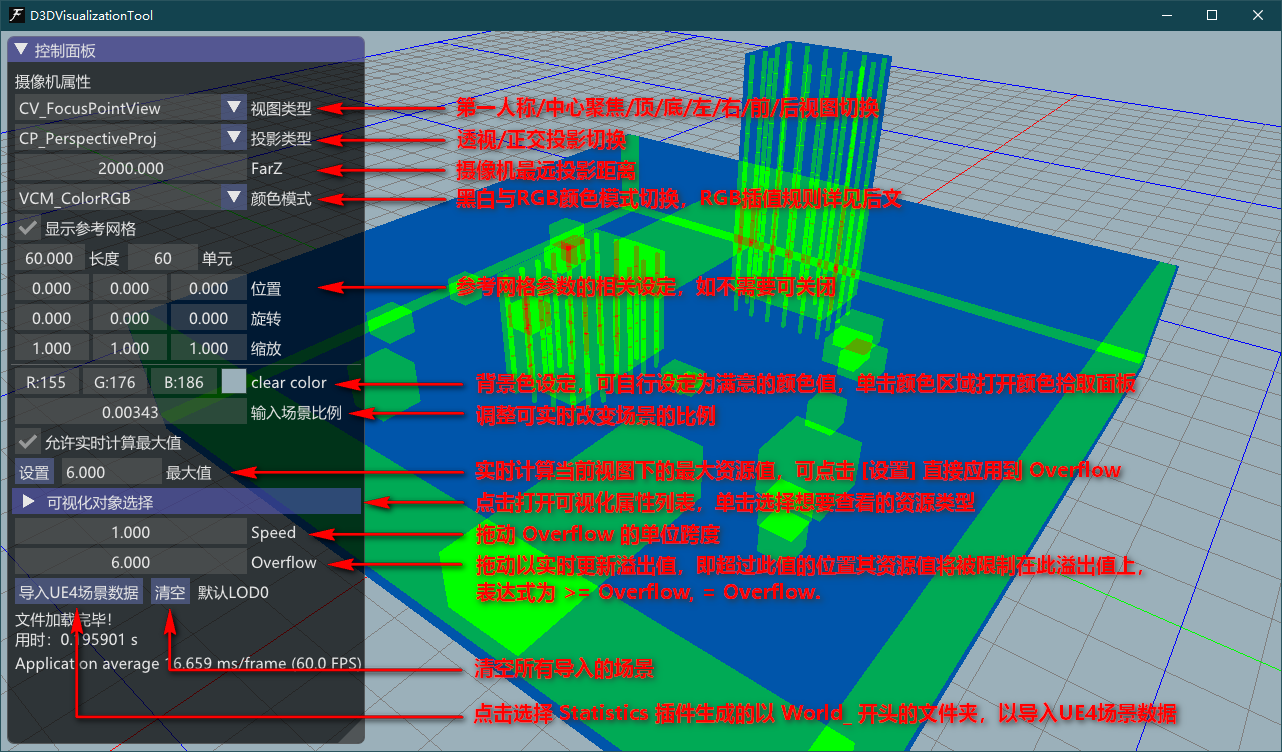 D3DVisualizationTool
控制面板
摄像机属性
CV_FocusPointView 视图类型 第一人称/中心聚焦/顶/底/左/右/前/后视图切换
CP_PerspectiveProj 投影类型 透视/正交投影切换
2000.000 FarZ 摄像机最远投影距离
VCM_ColorRGB 颜色模式 黑白与RGB颜色模式切换，RGB插值规则详见后文
显示参考网格
60.000 长度 60 单元
0.000 0.000 0.000 位置 参考网格参数的相关设定，如不需要可关闭
0.000 0.000 0.000 旋转
1.000 1.000 1.000 缩放
R:155 G:176 B:186 clear color 背景色设定，可自行设定为满意的颜色值，单击颜色区域打开颜色拾取面板
0.00343 输入场景比例 调整可实时改变场景的比例
允许实时计算最大值
设置 6.000 最大值 实时计算当前视图下的最大资源值，可点击 [设置] 直接应用到 Overflow
可视化对象选择 点击打开可视化属性列表，单击选择想要查看的资源类型
1.000 Speed 拖动 Overflow 的单位跨度
6.000 Overflow 拖动以实时更新溢出值，即超过此值的位置其资源值将被限制在此溢出值上，
表达式为 >= Overflow, = Overflow.
导入UE4场景数据 清空 默认LOD0
文件加载完毕！
用时：0.195901 s
Application average 16.659 ms/frame (60.0 FPS)
清空所有导入的场景
点击选择 Statistics 插件生成的以 World_ 开头的文件夹，以导入UE4场景数据